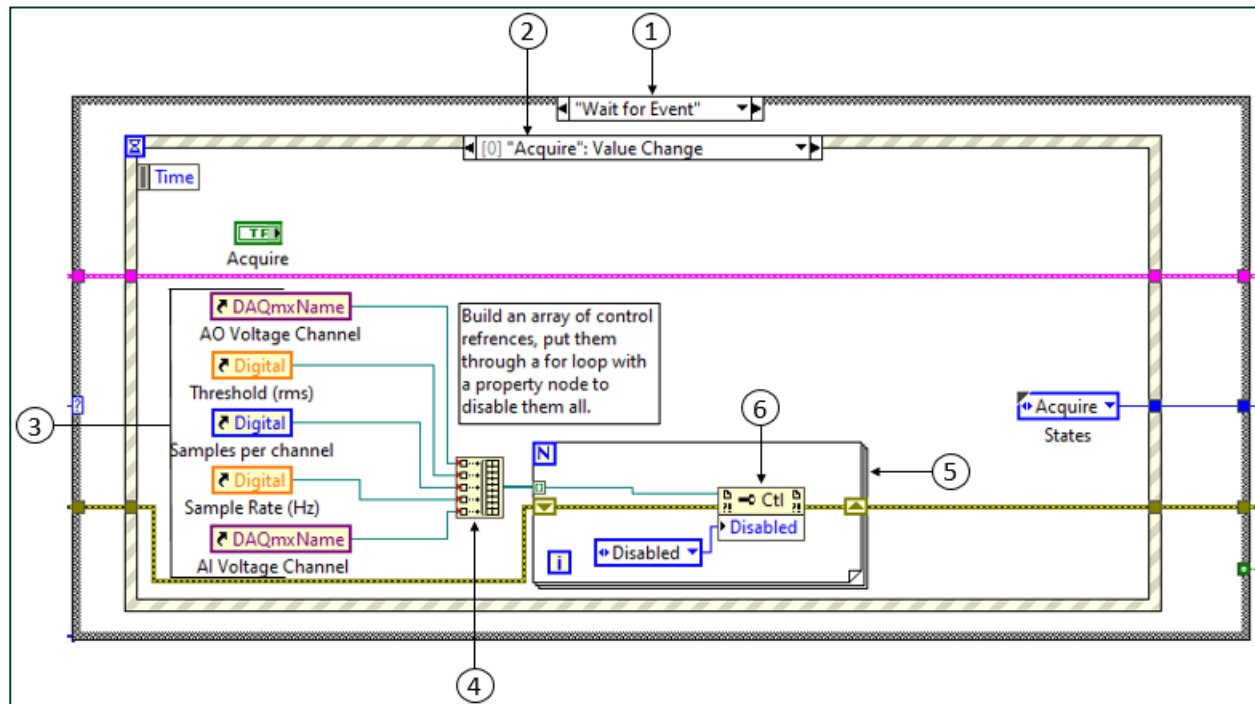 2
1
"Wait for Event"
[0] "Acquire": Value Change
Time
TF
Acquire
DAQmxName
AO Voltage Channel
Build an array of control
refrences, put them
through a for loop with
a property node to
disable them all.
Digital
Threshold (rms)
?
Acquire
States
3
Digital
Samples per channel
6
N
5
Digital
Sample Rate (Hz)
Ctl
Disabled
Disabled
DAQmxName
AI Voltage Channel
i
4